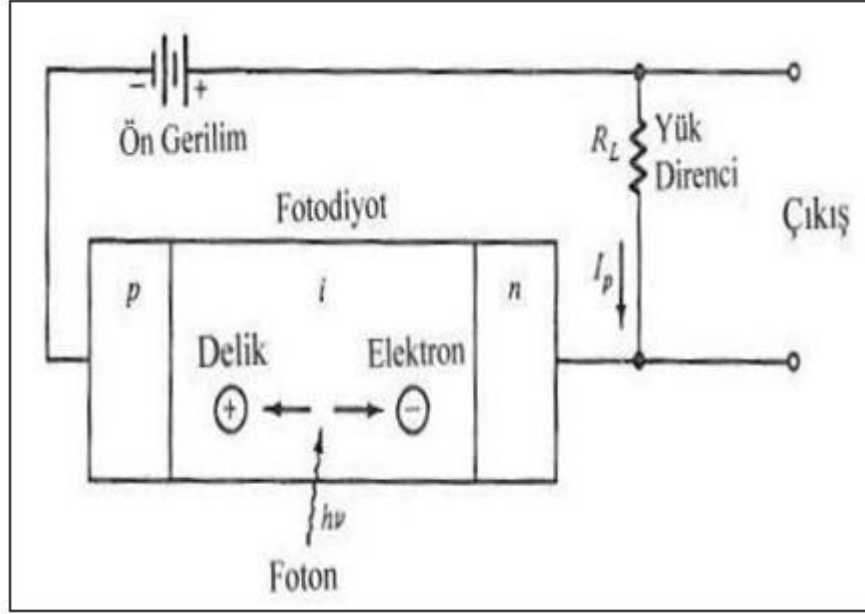 − +
Ön Gerilim
R_L
Yük
Direnci
Çıkış
Fotodiyot
I_p
p
i
n
Delik
Elektron
+
−
hν
Foton